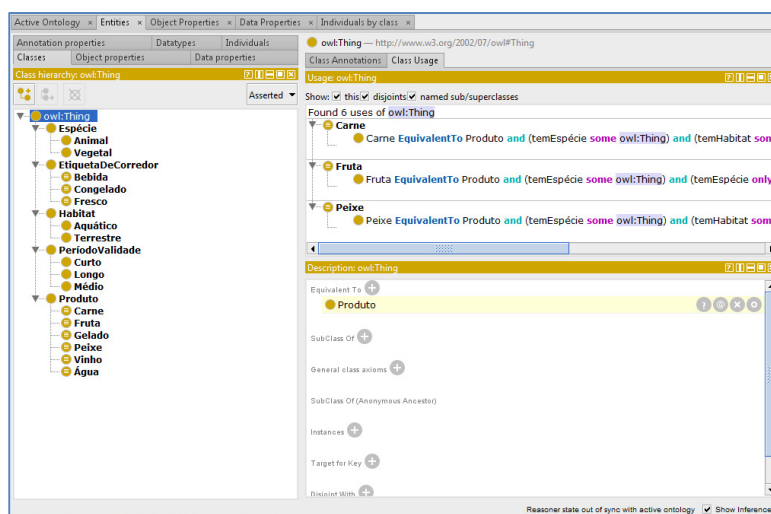 Active Ontology × Entities × Object Properties × Data Properties × Individuals by class ×
Annotation properties Datatypes Individuals
Classes Object properties Data properties
Class hierarchy: owl:Thing
Asserted
owl:Thing
Espécie
Animal
Vegetal
EtiquetaDeCorredor
Bebida
Congelado
Fresco
Habitat
Aquático
Terrestre
PeríodoValidade
Curto
Longo
Médio
Produto
Carne
Fruta
Gelado
Peixe
Vinho
Água
owl:Thing — http://www.w3.org/2002/07/owl#Thing
Class Annotations Class Usage
Usage: owl:Thing
Show: this disjoints named sub/superclasses
Found 6 uses of owl:Thing
Carne
Carne EquivalentTo Produto and (temEspécie some owl:Thing) and (temHabitat som
Fruta
Fruta EquivalentTo Produto and (temEspécie some owl:Thing) and (temEspécie only
Peixe
Peixe EquivalentTo Produto and (temEspécie some owl:Thing) and (temHabitat som
Description: owl:Thing
Equivalent To
Produto
SubClass Of
General class axioms
SubClass Of (Anonymous Ancestor)
Instances
Target for Key
Disjoint With
Reasoner state out of sync with active ontology Show Inference